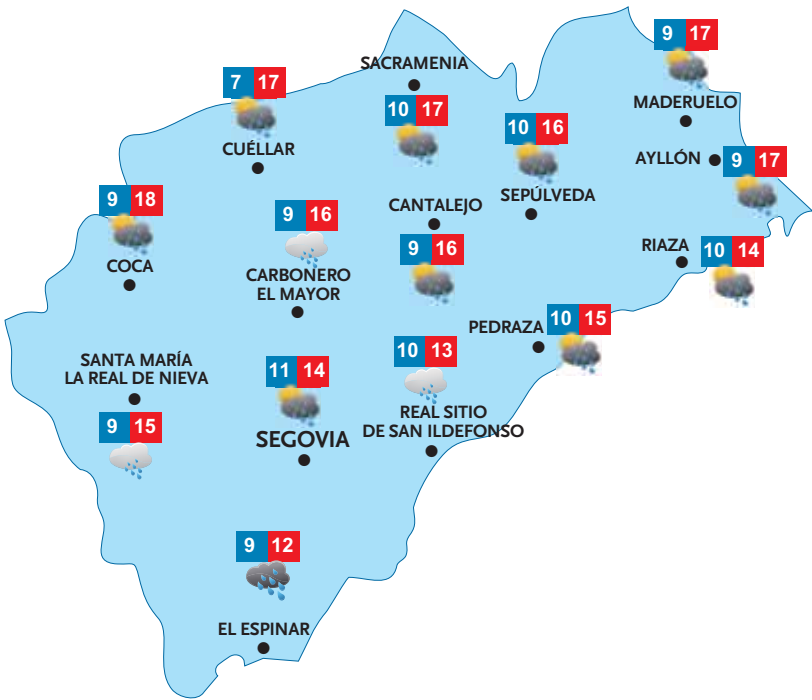 9 17
MADERUELO
SACRAMENIA
10 17
7 17
CUÉLLAR
10 16
SEPÚLVEDA
AYLLÓN
9 17
9 18
COCA
9 16
CARBONERO
EL MAYOR
CANTALEJO
9 16
RIAZA
10 14
PEDRAZA
10 15
SANTA MARÍA
LA REAL DE NIEVA
9 15
11 14
SEGOVIA
10 13
REAL SITIO
DE SAN ILDEFONSO
9 12
EL ESPINAR